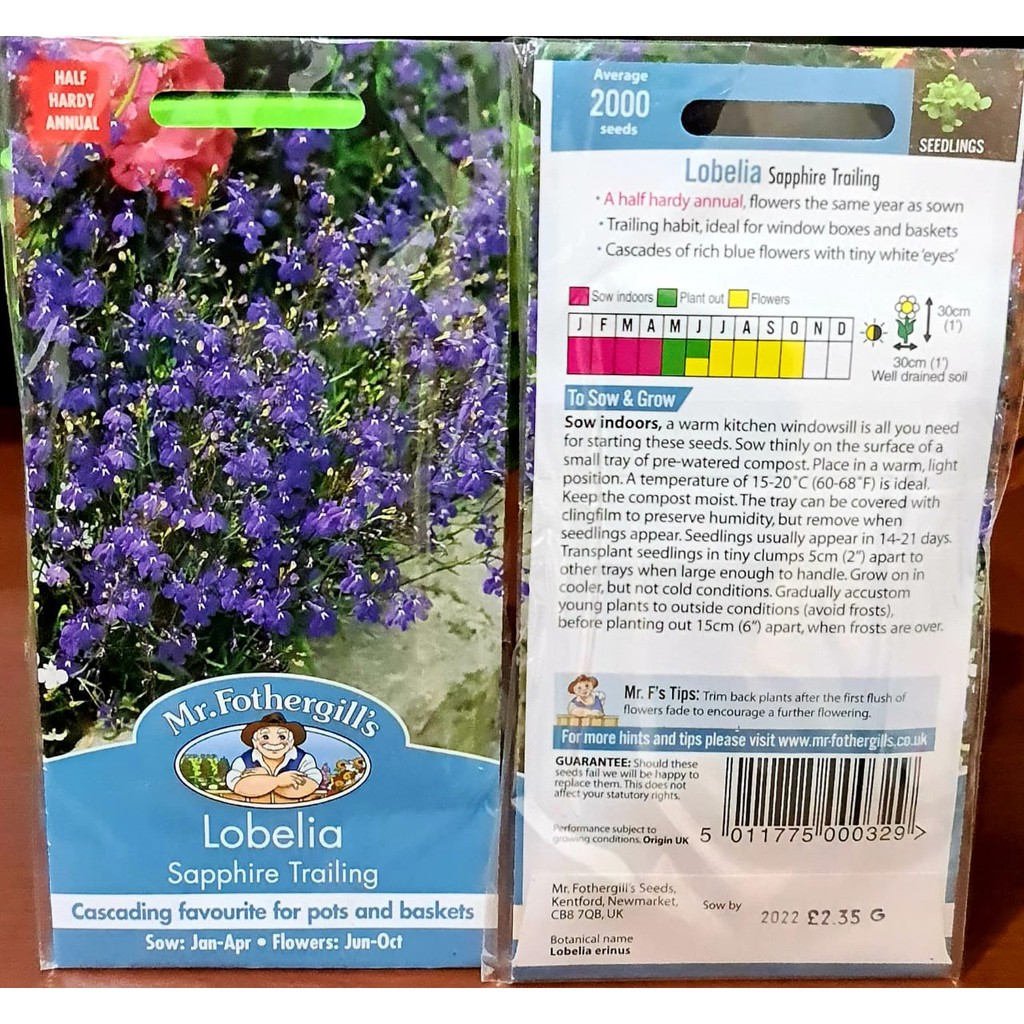 HALF
HARDY
ANNUAL
Mr. Fothergill's
Lobelia
Sapphire Trailing
Cascading favourite for pots and baskets
Sow: Jan-Apr • Flowers: Jun-Oct
Average
2000
seeds
SEEDLINGS
Lobelia Sapphire Trailing
• A half hardy annual, flowers the same year as sown
• Trailing habit, ideal for window boxes and baskets
• Cascades of rich blue flowers with tiny white 'eyes'
Sow indoors Plant out Flowers
J F M A M J J A S O N D
30cm
(1')
30cm (1')
Well drained soil
To Sow & Grow
Sow indoors, a warm kitchen windowsill is all you need
for starting these seeds. Sow thinly on the surface of a
small tray of pre-watered compost. Place in a warm, light
position. A temperature of 15-20°C (60-68°F) is ideal.
Keep the compost moist. The tray can be covered with
clingfilm to preserve humidity, but remove when
seedlings appear. Seedlings usually appear in 14-21 days.
Transplant seedlings in tiny clumps 5cm (2") apart to
other trays when large enough to handle. Grow on in
cooler, but not cold conditions. Gradually accustom
young plants to outside conditions (avoid frosts),
before planting out 15cm (6") apart, when frosts are over.
Mr. F's Tips: Trim back plants after the first flush of
flowers fade to encourage a further flowering.
For more hints and tips please visit www.mr-fothergills.co.uk
GUARANTEE: Should these
seeds fail we will be happy to
replace them. This does not
affect your statutory rights.
Performance subject to
growing conditions. Origin UK
5 011775 000329 >
Mr. Fothergill's Seeds,
Kentford, Newmarket,
CB8 7QB, UK
Sow by
2022 £2.35 G
Botanical name
Lobelia erinus